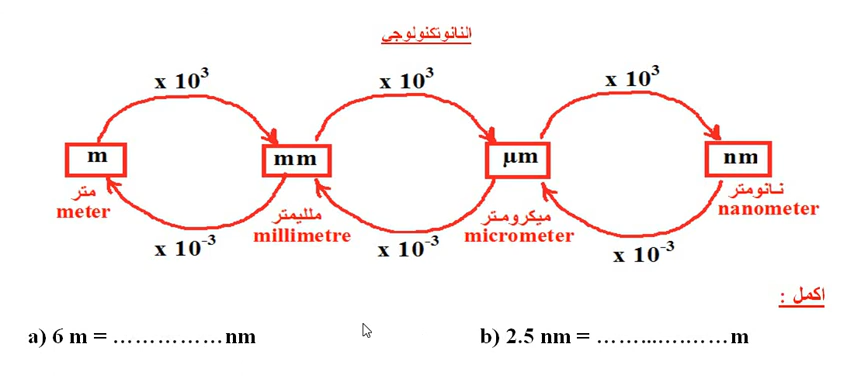 النانوتكنولوجي
x 10³ x 10³ x 10³
m mm µm nm
متر ملليمتر ميكرومتر نانومتر
meter millimetre micrometer nanometer
x 10⁻³ x 10⁻³ x 10⁻³
اكمل :
a) 6 m = ……………nm b) 2.5 nm = ……...…….……m